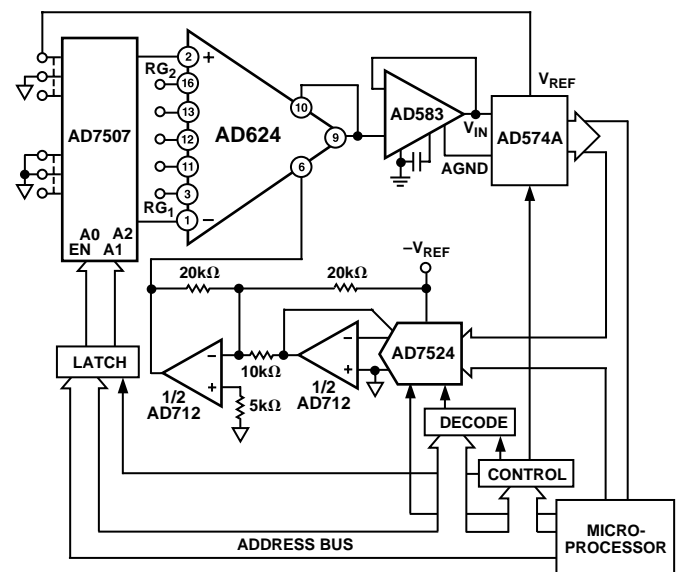 RG2
2
+
16
13
12
11
3
1
−
RG1
AD7507
A0 A2
EN A1
AD624
10
9
6
AD583
VIN
VREF
AD574A
AGND
−VREF
20kΩ
20kΩ
LATCH
−
+
1/2
AD712
10kΩ
5kΩ
−
+
1/2
AD712
AD7524
DECODE
CONTROL
ADDRESS BUS
MICRO-
PROCESSOR